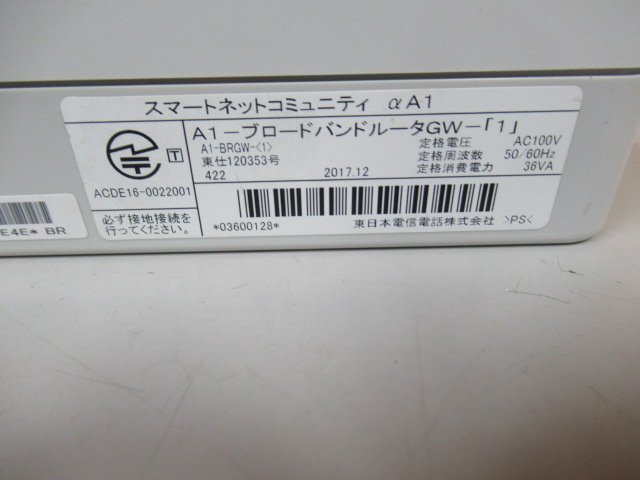 スマートネットコミュニティ αA1
A1-ブロードバンドルータGW-「1」
A1-BRGW-<1>
東仕120353号
422 2017.12
定格電圧 AC100V
定格周波数 50/60Hz
定格消費電力 36VA
T
ACDE16-0022001
必ず接地接続を
行ってください。
*03600128*
東日本電信電話株式会社 >PS<
E4E* BR